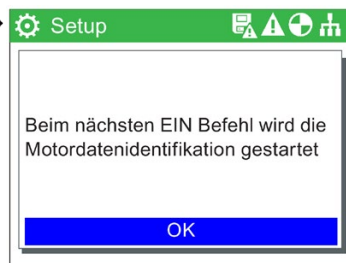 Setup
Beim nächsten EIN Befehl wird die
Motordatenidentifikation gestartet
OK